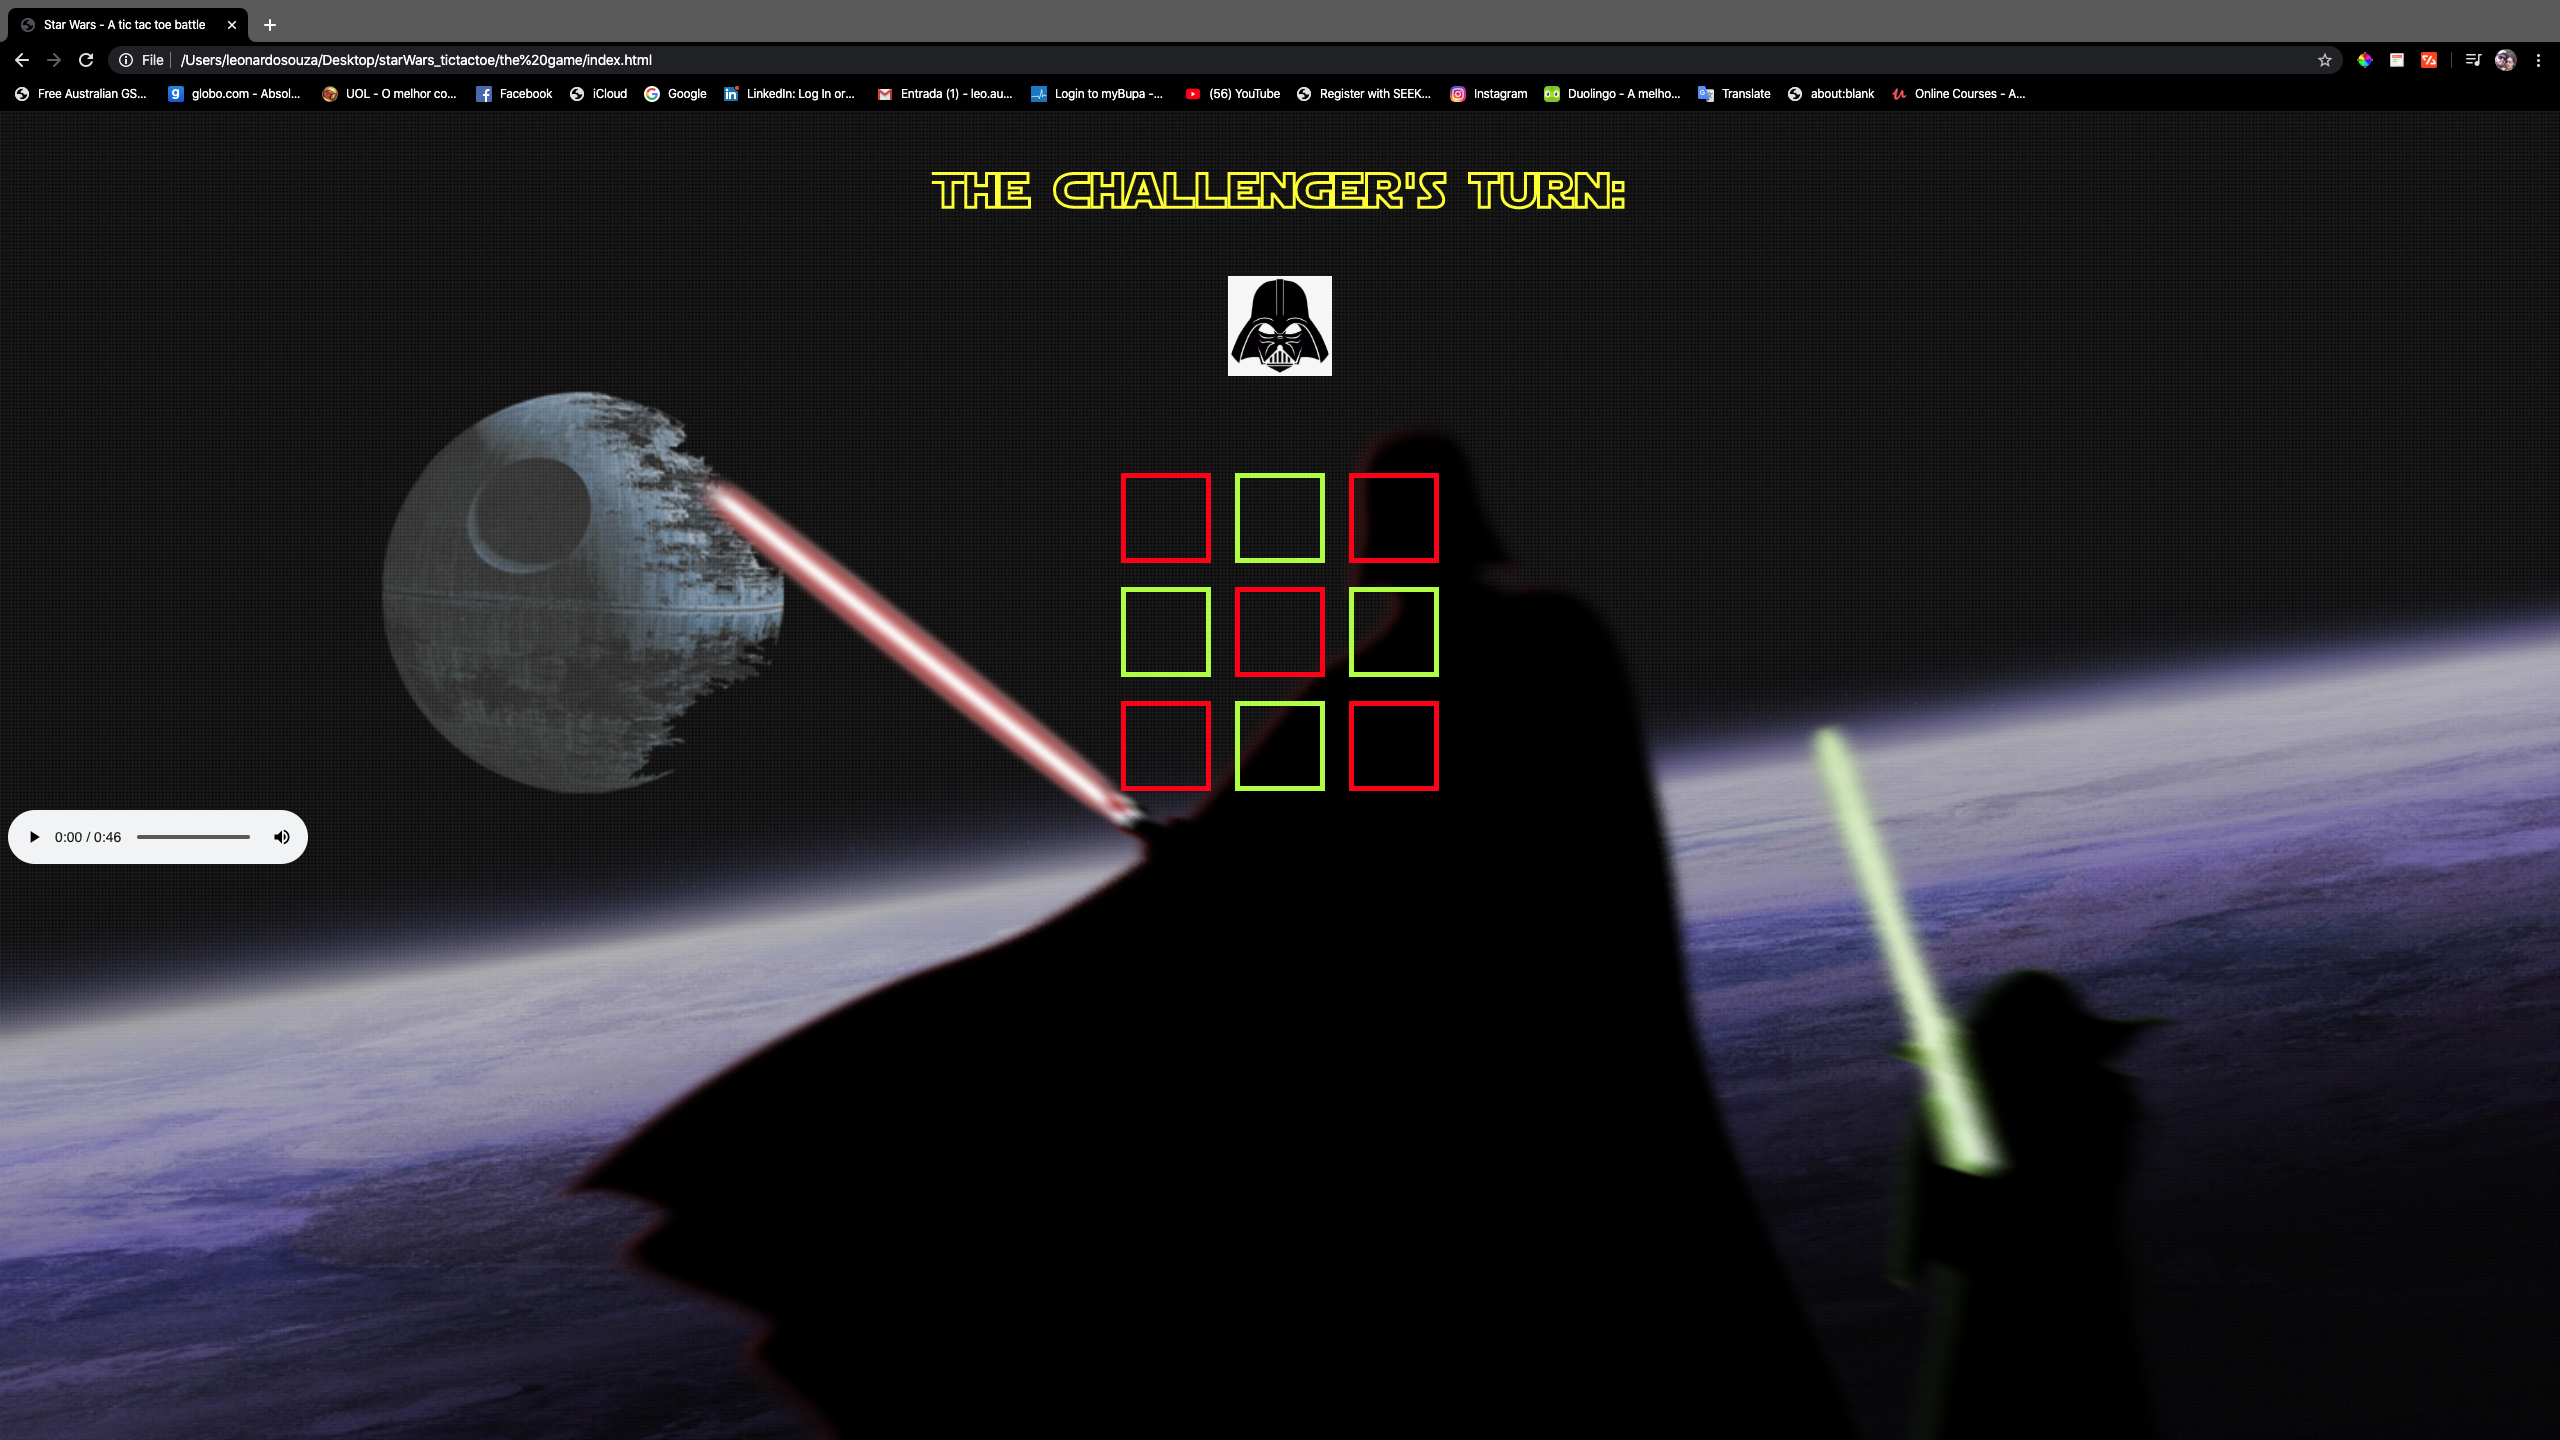 Star Wars - A tic tac toe battle
File /Users/leonardosouza/Desktop/starWars_tictactoe/the%20game/index.html
Free Australian GS... globo.com - Absol... UOL - O melhor co... Facebook iCloud Google LinkedIn: Log In or... Entrada (1) - leo.au... Login to myBupa -... (56) YouTube Register with SEEK... Instagram Duolingo - A melho... Translate about:blank Online Courses - A...
THE CHALLENGER'S TURN:
0:00 / 0:46